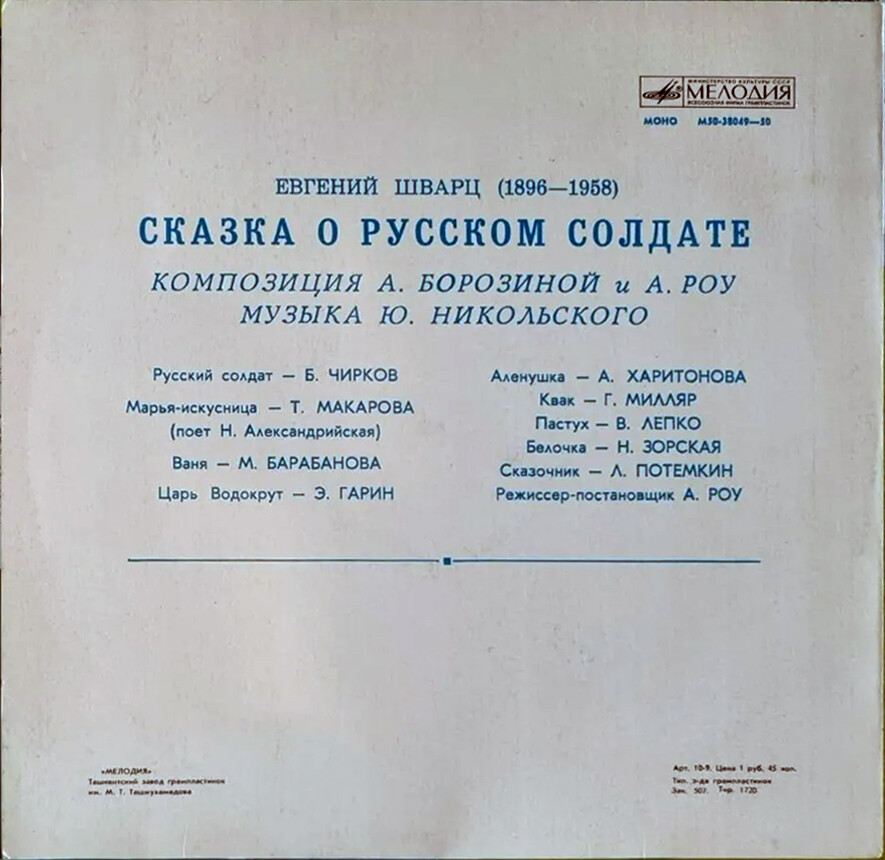 МИНИСТЕРСТВО КУЛЬТУРЫ СССР
МЕЛОДИЯ
ВСЕСОЮЗНАЯ ФИРМА ГРАМПЛАСТИНОК
МОНО М50-38049—50
ЕВГЕНИЙ ШВАРЦ (1896—1958)
СКАЗКА О РУССКОМ СОЛДАТЕ
КОМПОЗИЦИЯ А. БОРОЗИНОЙ и А. РОУ
МУЗЫКА Ю. НИКОЛЬСКОГО
Русский солдат — Б. ЧИРКОВ
Марья-искусница — Т. МАКАРОВА
(поет Н. Александрийская)
Ваня — М. БАРАБАНОВА
Царь Водокрут — Э. ГАРИН
Аленушка — А. ХАРИТОНОВА
Квак — Г. МИЛЛЯР
Пастух — В. ЛЕПКО
Белочка — Н. ЗОРСКАЯ
Сказочник — Л. ПОТЕМКИН
Режиссер-постановщик А. РОУ
«МЕЛОДИЯ»
Ташкентский завод грампластинок
им. М. Т. Ташмухамедова
Арт. 10-9. Цена 1 руб. 45 коп.
Тип. з-да грампластинок
Зак. 507. Тир. 1720